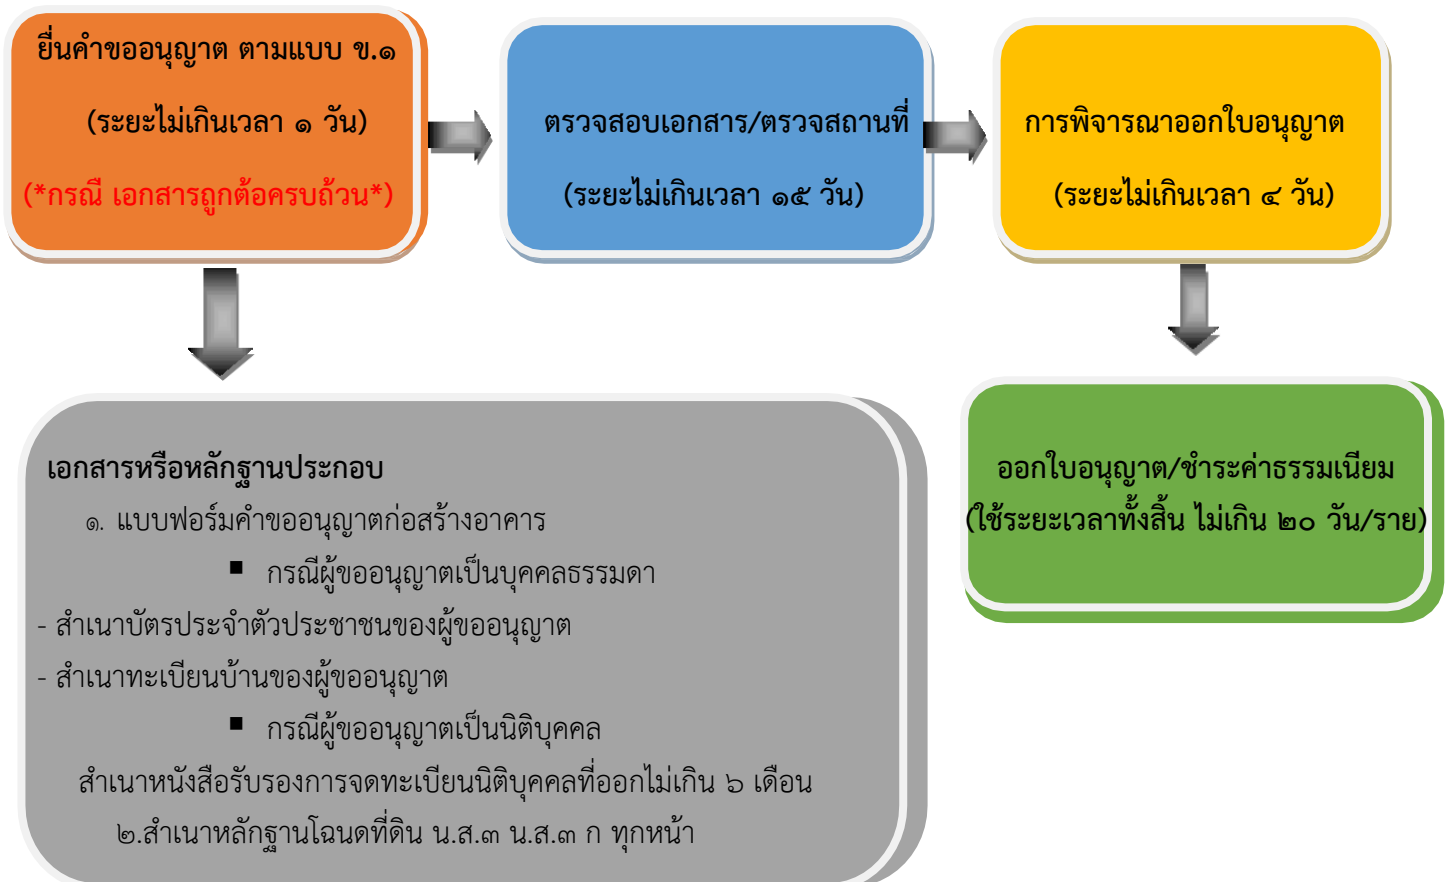 ยื่นคำขออนุญาต ตามแบบ ข.๑
(ระยะไม่เกินเวลา ๑ วัน)
(*กรณี เอกสารถูกต้อครบถ้วน*)
ตรวจสอบเอกสาร/ตรวจสถานที่
(ระยะไม่เกินเวลา ๑๕ วัน)
การพิจารณาออกใบอนุญาต
(ระยะไม่เกินเวลา ๔ วัน)
ออกใบอนุญาต/ชำระค่าธรรมเนียม
(ใช้ระยะเวลาทั้งสิ้น ไม่เกิน ๒๐ วัน/ราย)
เอกสารหรือหลักฐานประกอบ
๑. แบบฟอร์มคำขออนุญาตก่อสร้างอาคาร
▪ กรณีผู้ขออนุญาตเป็นบุคคลธรรมดา
- สำเนาบัตรประจำตัวประชาชนของผู้ขออนุญาต
- สำเนาทะเบียนบ้านของผู้ขออนุญาต
▪ กรณีผู้ขออนุญาตเป็นนิติบุคคล
สำเนาหนังสือรับรองการจดทะเบียนนิติบุคคลที่ออกไม่เกิน ๖ เดือน
๒.สำเนาหลักฐานโฉนดที่ดิน น.ส.๓ น.ส.๓ ก ทุกหน้า